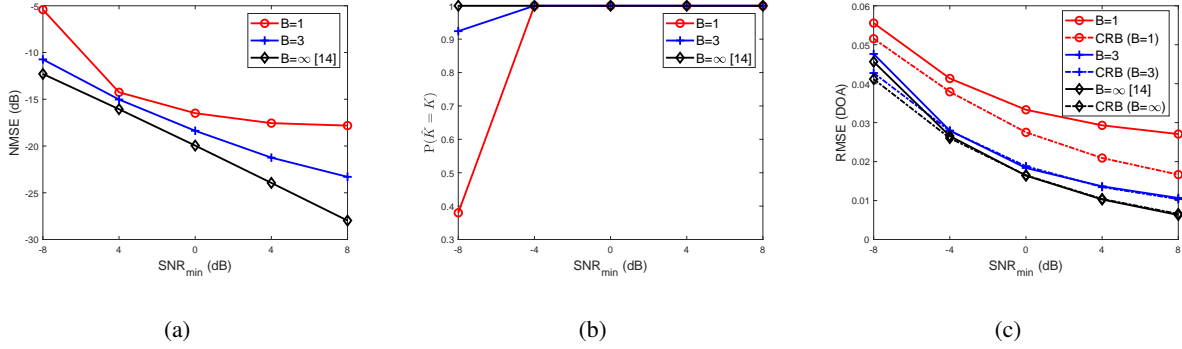 -5
-10
-15
-20
-25
-30
NMSE (dB)
-8
4
0
4
8
SNR_min (dB)
B=1
B=3
B=∞ [14]
(a)
1
0.9
0.8
0.7
0.6
0.5
0.4
0.3
P(K̂ = K)
-8
-4
0
4
8
SNR_min (dB)
B=1
B=3
B=∞ [14]
(b)
0.06
0.05
0.04
0.03
0.02
0.01
0
RMSE (DOA)
-8
-4
0
4
8
SNR_min (dB)
B=1
CRB (B=1)
B=3
CRB (B=3)
B=∞ [14]
CRB (B=∞)
(c)